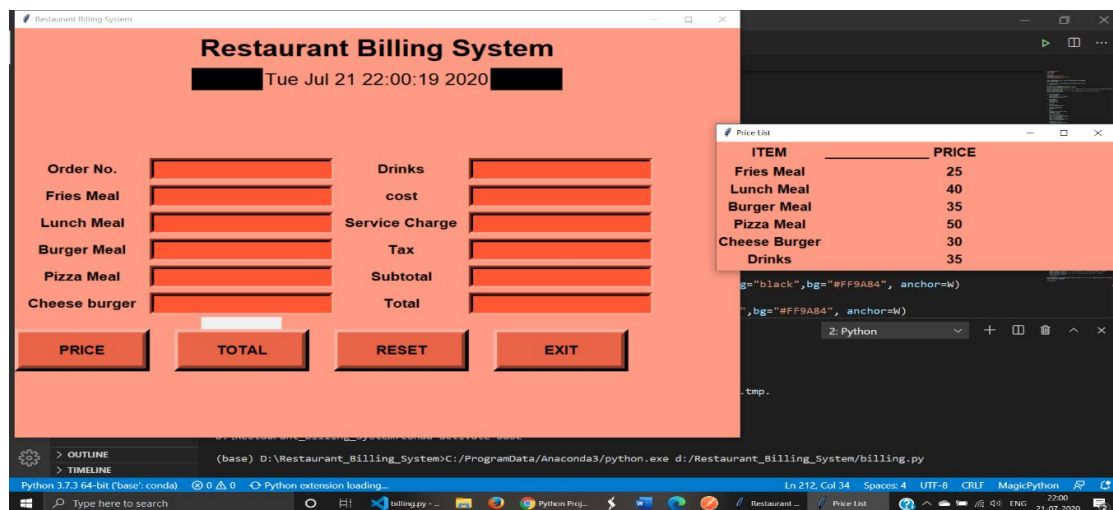 Restaurant Billing System
Restaurant Billing System
Tue Jul 21 22:00:19 2020
Order No.
Drinks
Fries Meal
cost
Lunch Meal
Service Charge
Burger Meal
Tax
Pizza Meal
Subtotal
Cheese burger
Total
PRICE TOTAL RESET EXIT
Price List
ITEM ______________ PRICE
Fries Meal 25
Lunch Meal 40
Burger Meal 35
Pizza Meal 50
Cheese Burger 30
Drinks 35
g="black",bg="#FF9A84", anchor=W)
",bg="#FF9A84", anchor=W)
2: Python
.tmp.
(base) D:\Restaurant_Billing_System>C:/ProgramData/Anaconda3/python.exe d:/Restaurant_Billing_System/billing.py
> OUTLINE
> TIMELINE
Python 3.7.3 64-bit ('base': conda) 0 0 Python extension loading... Ln 212, Col 34 Spaces: 4 UTF-8 CRLF MagicPython
Type here to search billing.py - ... Python Proj... Restaurant ... Price List ENG 22:00
21-07-2020